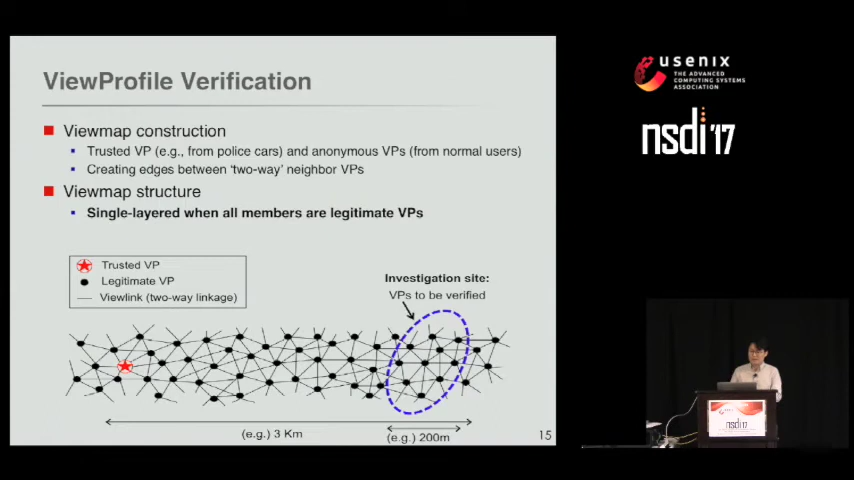 ViewProfile Verification
Viewmap construction
Trusted VP (e.g., from police cars) and anonymous VPs (from normal users)
Creating edges between 'two-way' neighbor VPs
Viewmap structure
Single-layered when all members are legitimate VPs
Trusted VP
Legitimate VP
Viewlink (two-way linkage)
Investigation site:
VPs to be verified
(e.g.) 3 Km
(e.g.) 200m
15
usenix
THE ADVANCED
COMPUTING SYSTEMS
ASSOCIATION
nsdi '17
nsdi '17